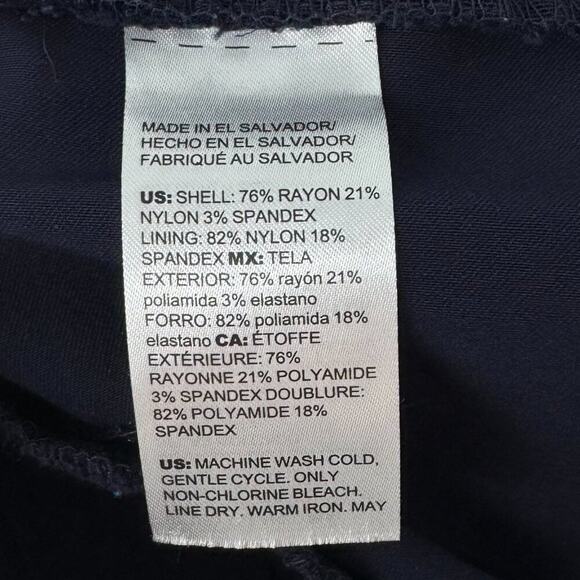 MADE IN EL SALVADOR/
HECHO EN EL SALVADOR/
FABRIQUÉ AU SALVADOR
US: SHELL: 76% RAYON 21%
NYLON 3% SPANDEX
LINING: 82% NYLON 18%
SPANDEX MX: TELA
EXTERIOR: 76% rayón 21%
poliamida 3% elastano
FORRO: 82% poliamida 18%
elastano CA: ÉTOFFE
EXTÉRIEURE: 76%
RAYONNE 21% POLYAMIDE
3% SPANDEX DOUBLURE:
82% POLYAMIDE 18%
SPANDEX
US: MACHINE WASH COLD,
GENTLE CYCLE. ONLY
NON-CHLORINE BLEACH.
LINE DRY. WARM IRON. MAY